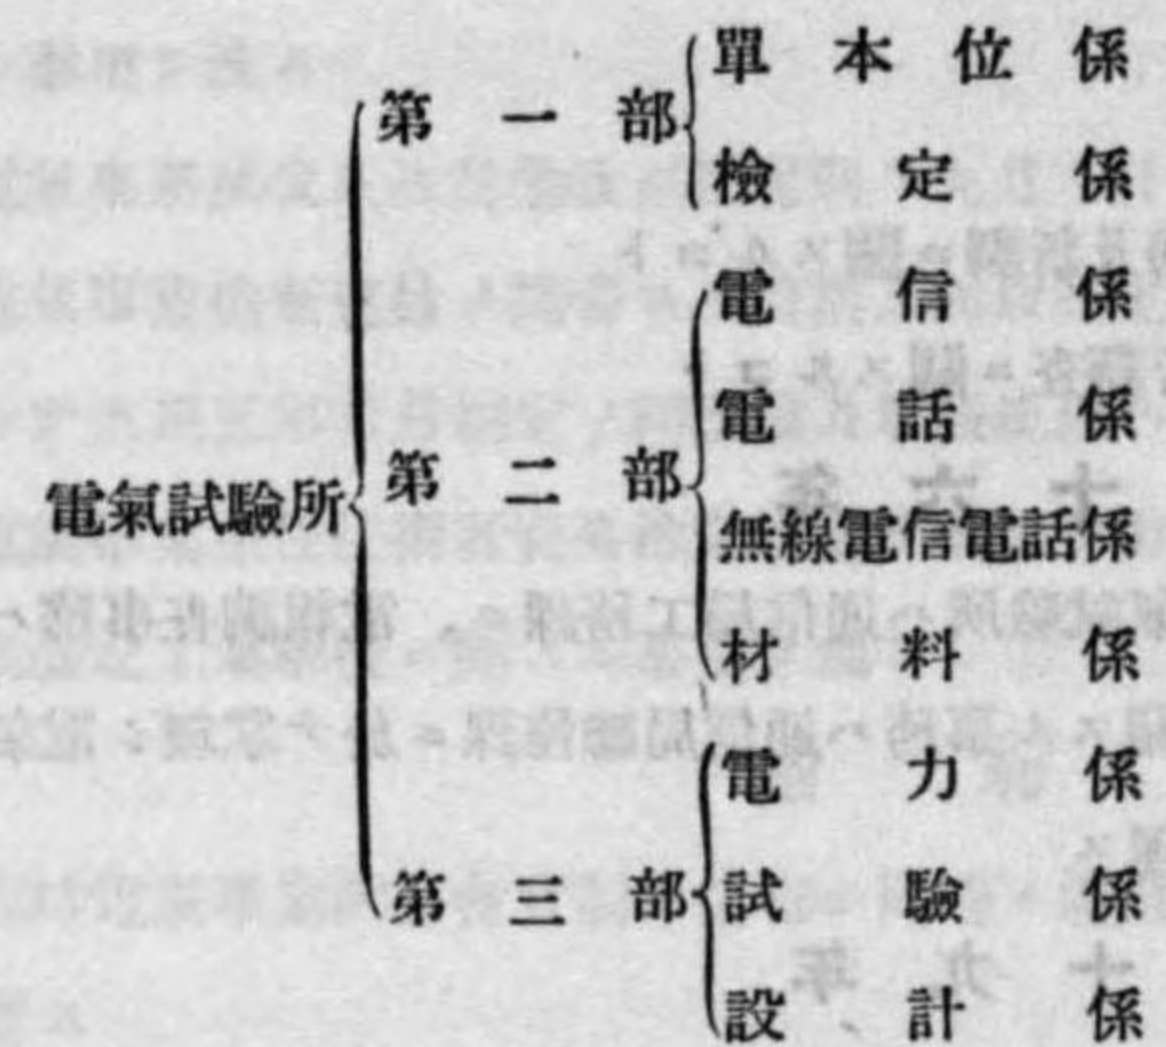 電氣試驗所
第一部
單本位係
檢定係
第二部
電信係
電話係
無線電信電話係
材料係
第三部
電力係
試驗係
設計係